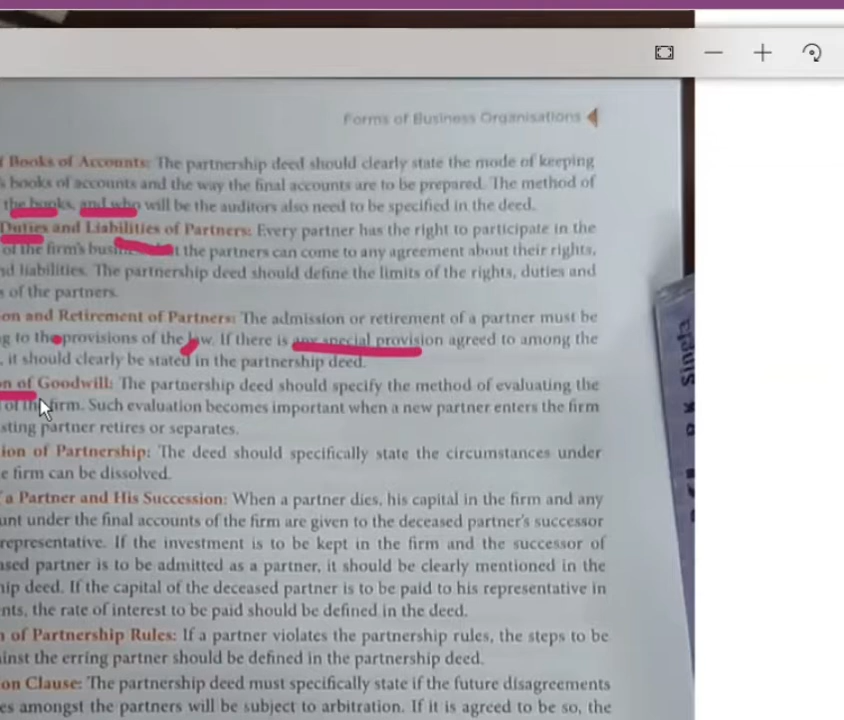 Forms of Business Organisations
Books of Accounts: The partnership deed should clearly state the mode of keeping
books of accounts and the way the final accounts are to be prepared. The method of
the books, and who will be the auditors also need to be specified in the deed.
Duties and Liabilities of Partners: Every partner has the right to participate in the
of the firm's the partners can come to any agreement about their rights,
liabilities. The partnership deed should define the limits of the rights, duties and
of the partners.
on and Retirement of Partners: The admission or retirement of a partner must be
g to the provisions of the law. If there is any special provision agreed to among the
, it should clearly be stated in the partnership deed.
n of Goodwill: The partnership deed should specify the method of evaluating the
of the firm. Such evaluation becomes important when a new partner enters the firm
sting partner retires or separates.
ion of Partnership: The deed should specifically state the circumstances under
e firm can be dissolved.
a Partner and His Succession: When a partner dies, his capital in the firm and any
unt under the final accounts of the firm are given to the deceased partner's successor
representative. If the investment is to be kept in the firm and the successor of
ased partner is to be admitted as a partner, it should be clearly mentioned in the
ip deed. If the capital of the deceased partner is to be paid to his representative in
nts, the rate of interest to be paid should be defined in the deed.
of Partnership Rules: If a partner violates the partnership rules, the steps to be
inst the erring partner should be defined in the partnership deed.
on Clause: The partnership deed must specifically state if the future disagreements
es amongst the partners will be subject to arbitration. If it is agreed to be so, the
Singla